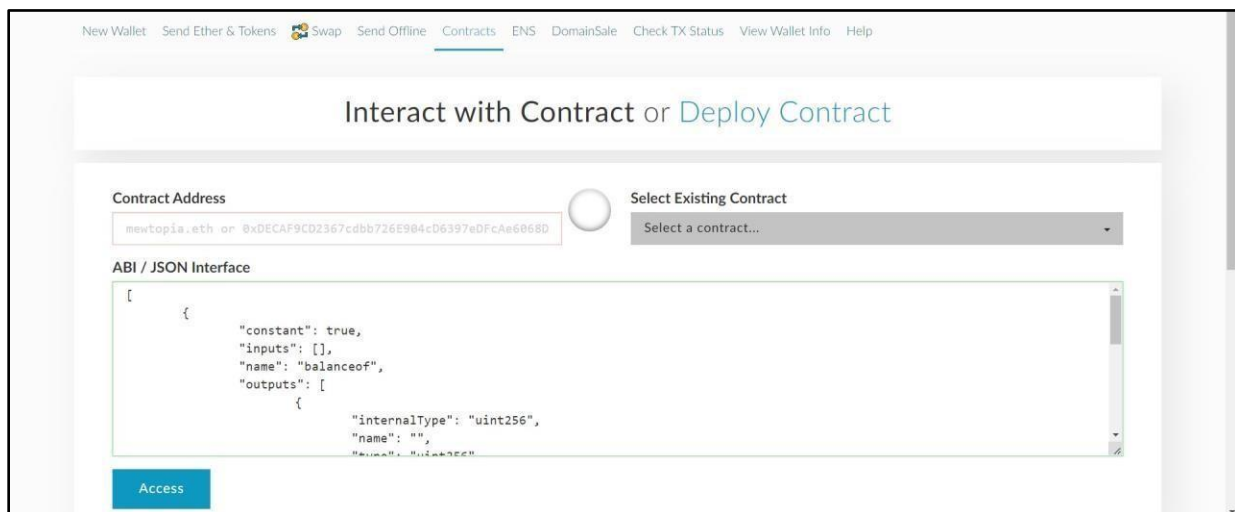 New Wallet Send Ether & Tokens Swap Send Offline Contracts ENS DomainSale Check TX Status View Wallet Info Help
Interact with Contract or Deploy Contract
Contract Address
Select Existing Contract
mewtopia.eth or 0xDECAF9CD2367cdbb726E904cD6397eDFcAe6068D
Select a contract...
ABI / JSON Interface
[
{
"constant": true,
"inputs": [],
"name": "balanceof",
"outputs": [
{
"internalType": "uint256",
"name": "",
"type": "uint256"
Access